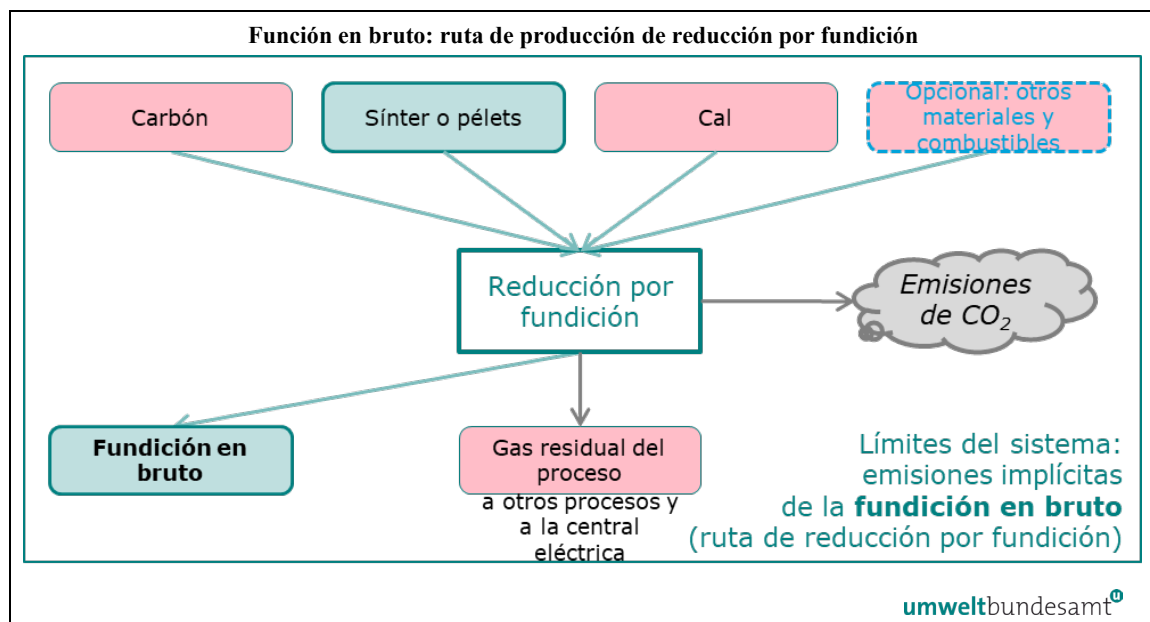 Función en bruto: ruta de producción de reducción por fundición
Carbón
Sínter o pélets
Cal
Opcional: otros
materiales y
combustibles
Reducción por
fundición
Emisiones
de CO₂
Fundición en
bruto
Gas residual del
proceso
a otros procesos y
a la central
eléctrica
Límites del sistema:
emisiones implícitas
de la fundición en bruto
(ruta de reducción por fundición)
umweltbundesamtᵁ